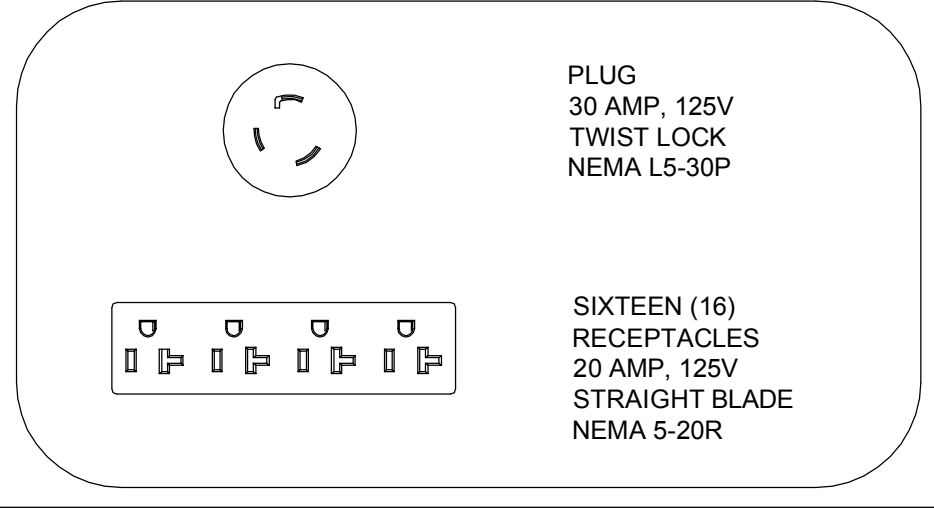 PLUG
30 AMP, 125V
TWIST LOCK
NEMA L5-30P
SIXTEEN (16)
RECEPTACLES
20 AMP, 125V
STRAIGHT BLADE
NEMA 5-20R